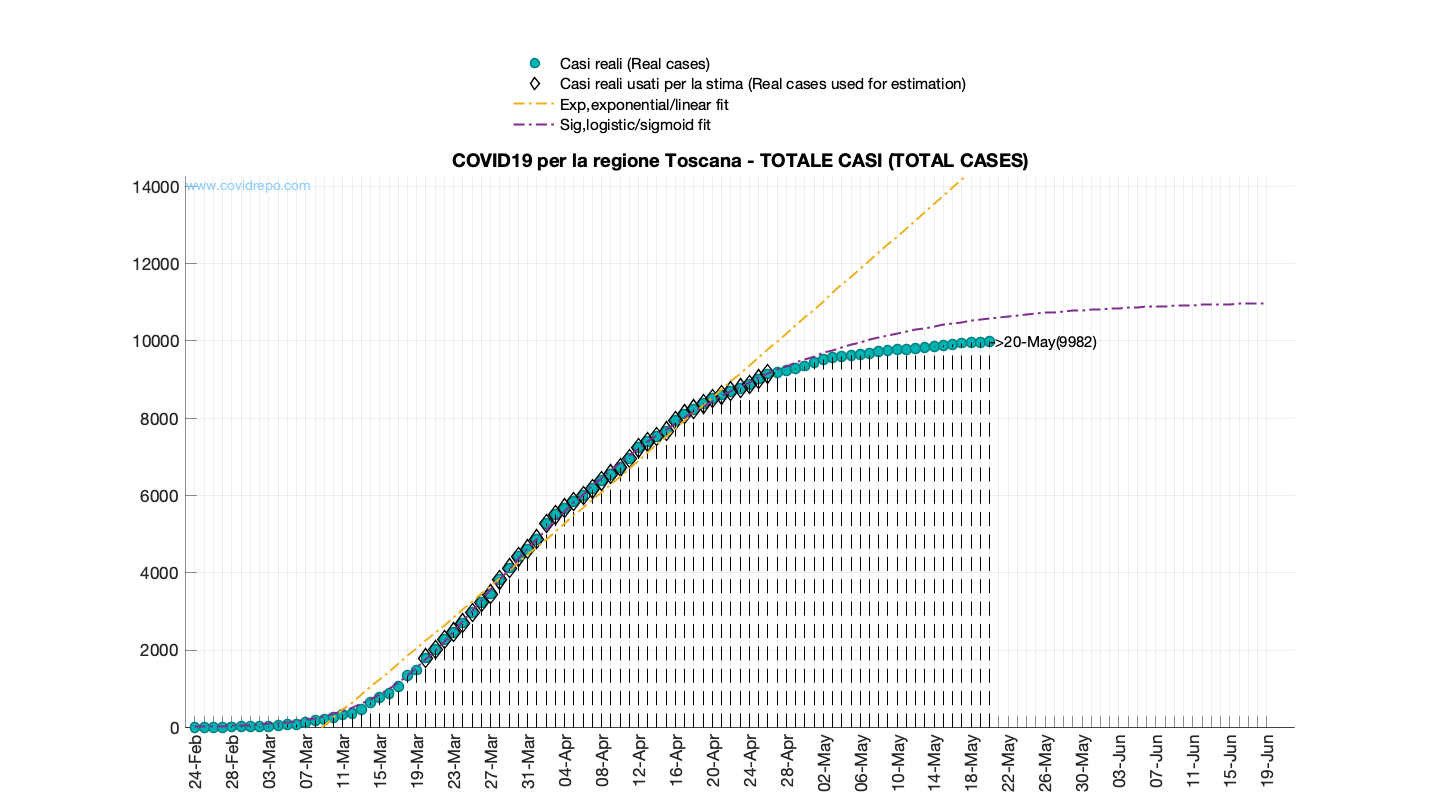 Casi reali (Real cases)
Casi reali usati per la stima (Real cases used for estimation)
Exp,exponential/linear fit
Sig,logistic/sigmoid fit
COVID19 per la regione Toscana - TOTALE CASI (TOTAL CASES)
www.covidrepo.com
14000
12000
10000
8000
6000
4000
2000
0
>20-May(9982)
24-Feb
28-Feb
03-Mar
07-Mar
11-Mar
15-Mar
19-Mar
23-Mar
27-Mar
31-Mar
04-Apr
08-Apr
12-Apr
16-Apr
20-Apr
24-Apr
28-Apr
02-May
06-May
10-May
14-May
18-May
22-May
26-May
30-May
03-Jun
07-Jun
11-Jun
15-Jun
19-Jun